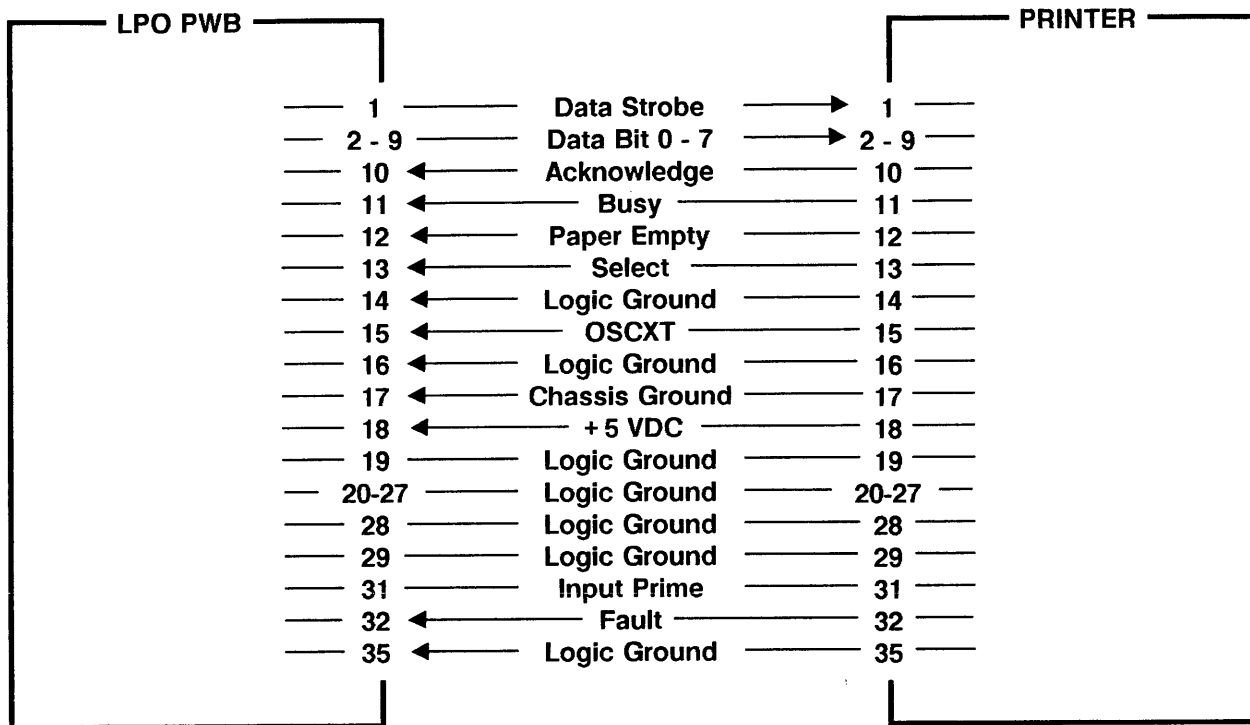 LPO PWB PRINTER
1 Data Strobe 1
2 - 9 Data Bit 0 - 7 2 - 9
10 Acknowledge 10
11 Busy 11
12 Paper Empty 12
13 Select 13
14 Logic Ground 14
15 OSCXT 15
16 Logic Ground 16
17 Chassis Ground 17
18 + 5 VDC 18
19 Logic Ground 19
20-27 Logic Ground 20-27
28 Logic Ground 28
29 Logic Ground 29
31 Input Prime 31
32 Fault 32
35 Logic Ground 35